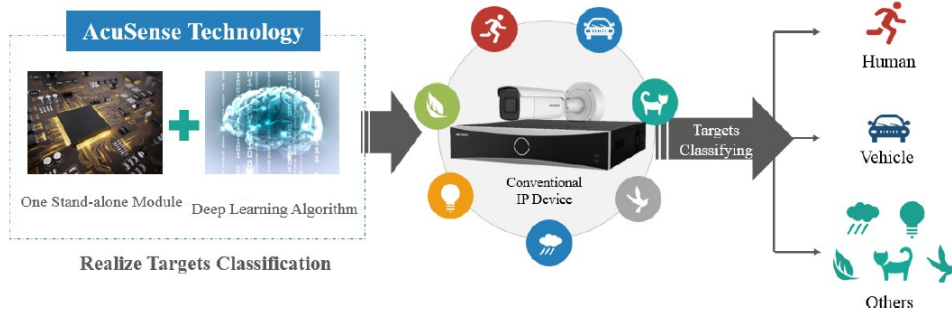 AcuSense Technology
One Stand-alone Module
Deep Learning Algorithm
Realize Targets Classification
Conventional
IP Device
Targets
Classifying
Human
Vehicle
Others